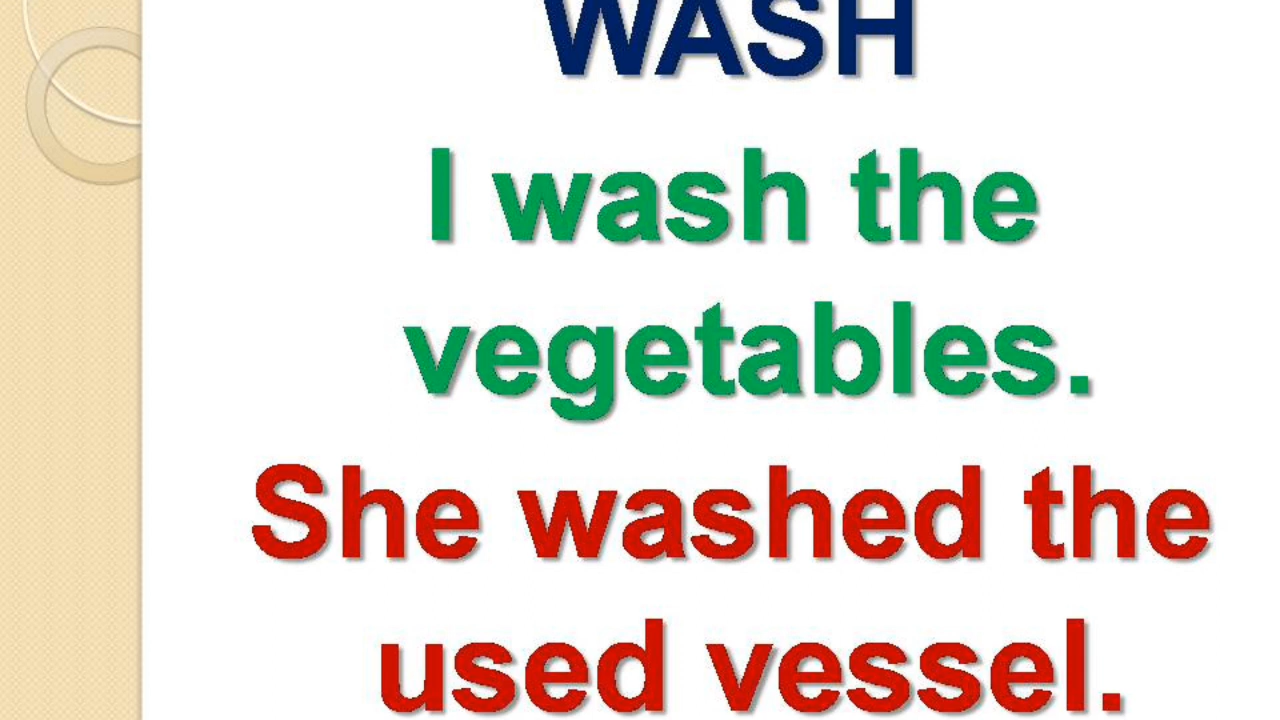 WASH
I wash the
vegetables.
She washed the
used vessel.